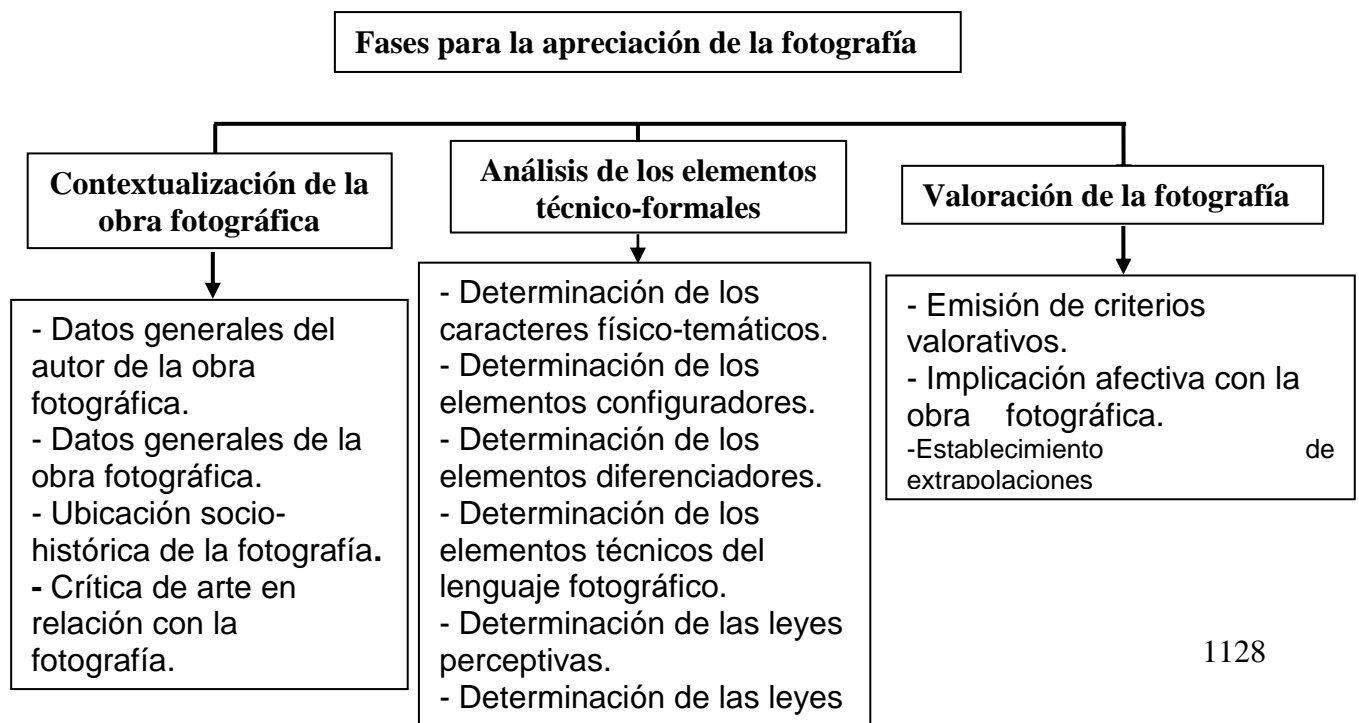 Fases para la apreciación de la fotografía
Contextualización de la
obra fotográfica
- Datos generales del
autor de la obra
fotográfica.
- Datos generales de la
obra fotográfica.
- Ubicación socio-
histórica de la fotografía.
- Crítica de arte en
relación con la
fotografía.
Análisis de los elementos
técnico-formales
- Determinación de los
caracteres físico-temáticos.
- Determinación de los
elementos configuradores.
- Determinación de los
elementos diferenciadores.
- Determinación de los
elementos técnicos del
lenguaje fotográfico.
- Determinación de las leyes
perceptivas.
- Determinación de las leyes
Valoración de la fotografía
- Emisión de criterios
valorativos.
- Implicación afectiva con la
obra fotográfica.
-Establecimiento de
extrapolaciones
1128